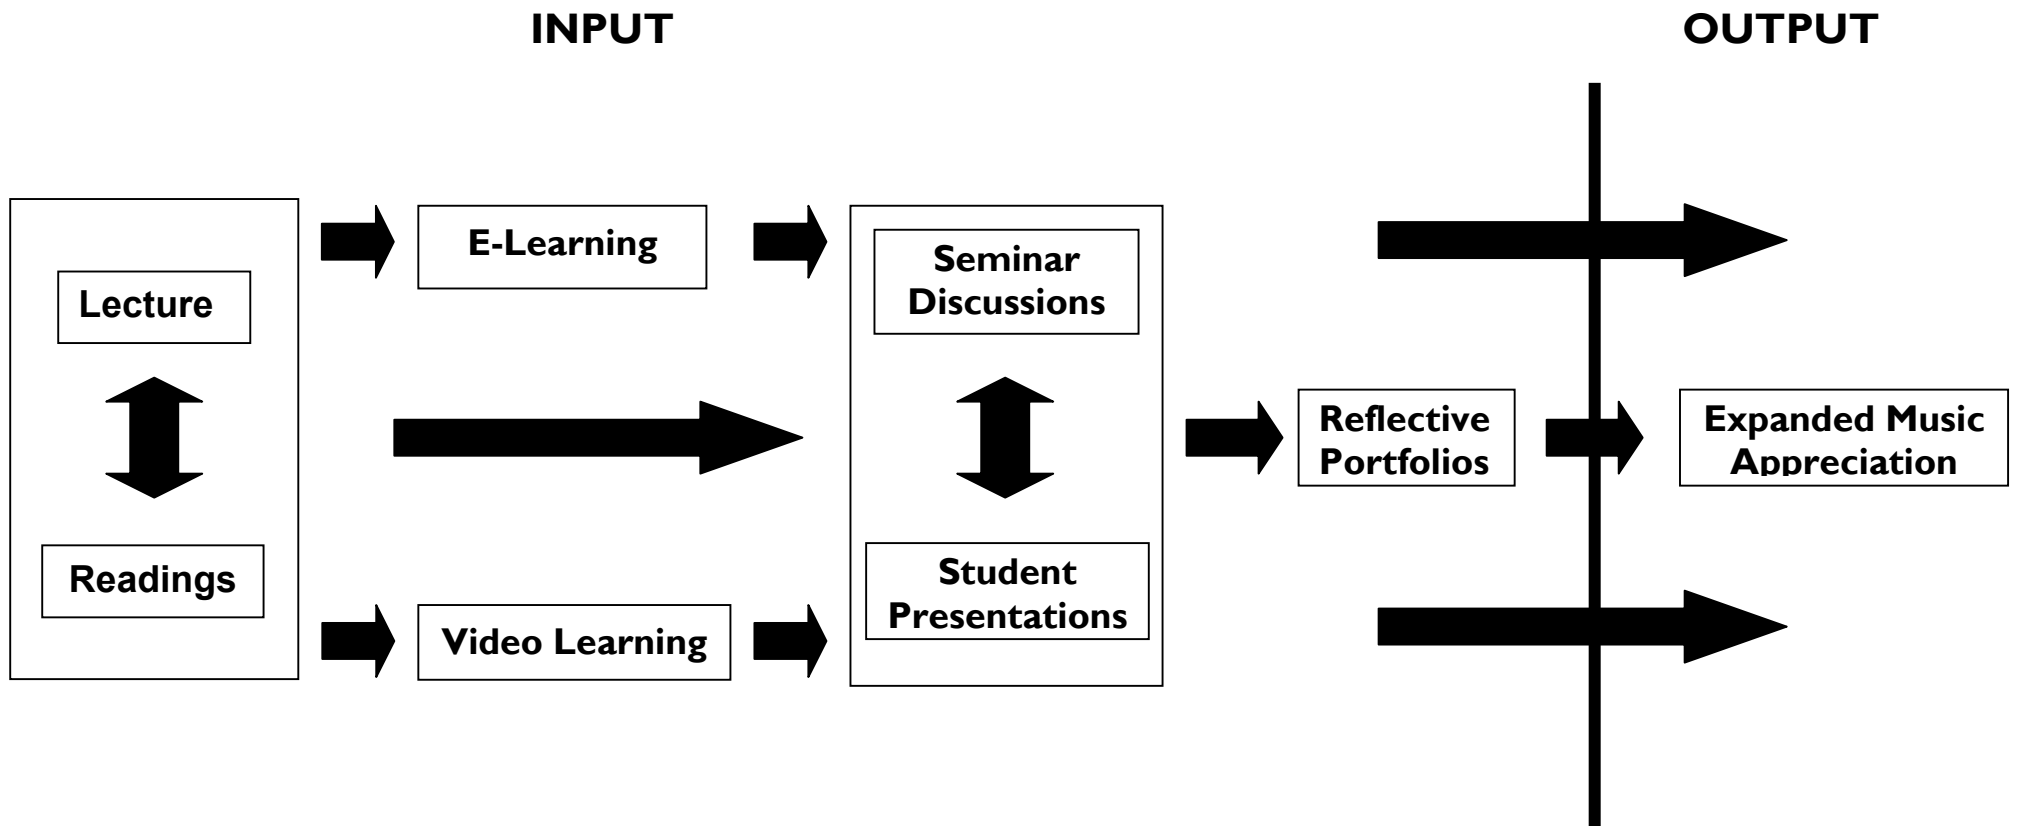 INPUT
OUTPUT
Lecture
Readings
E-Learning
Video Learning
Seminar
Discussions
Student
Presentations
Reflective
Portfolios
Expanded Music
Appreciation